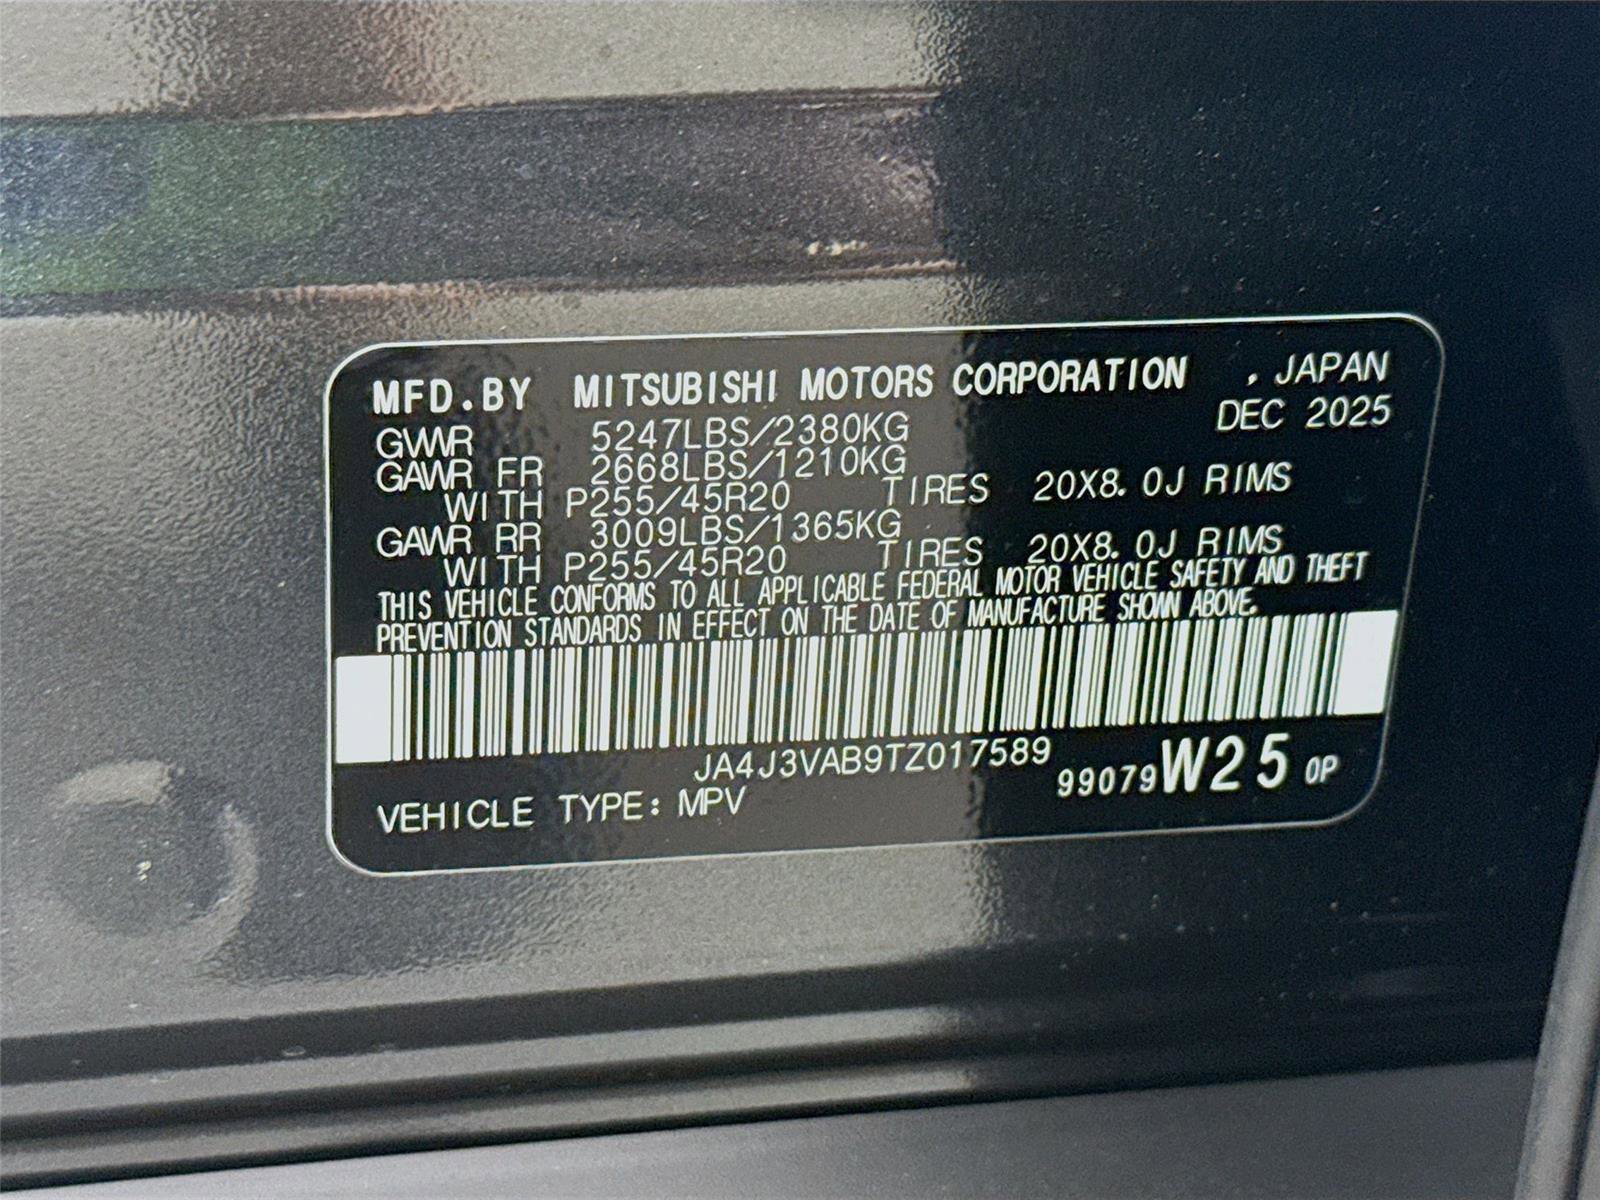 MFD.BY MITSUBISHI MOTORS CORPORATION , JAPAN
DEC 2025
GVWR 5247LBS/2380KG
GAWR FR 2668LBS/1210KG
WITH P255/45R20 TIRES 20X8.0J RIMS
GAWR RR 3009LBS/1365KG
WITH P255/45R20 TIRES 20X8.0J RIMS
THIS VEHICLE CONFORMS TO ALL APPLICABLE FEDERAL MOTOR VEHICLE SAFETY AND THEFT
PREVENTION STANDARDS IN EFFECT ON THE DATE OF MANUFACTURE SHOWN ABOVE.
JA4J3VAB9TZ017589
99079W25 0P
VEHICLE TYPE: MPV